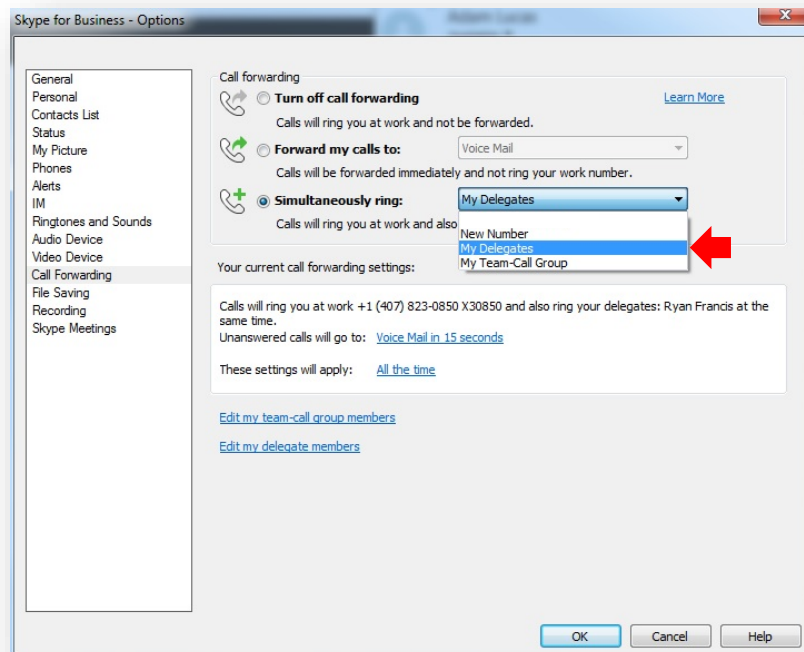 Skype for Business - Options
Adam Lucas
General
Personal
Contacts List
Status
My Picture
Phones
Alerts
IM
Ringtones and Sounds
Audio Device
Video Device
Call Forwarding
File Saving
Recording
Skype Meetings
Call forwarding
Turn off call forwarding
Learn More
Calls will ring you at work and not be forwarded.
Forward my calls to:
Voice Mail
Calls will be forwarded immediately and not ring your work number.
Simultaneously ring:
My Delegates
Calls will ring you at work and also
New Number
My Delegates
My Team-Call Group
Your current call forwarding settings:
Calls will ring you at work +1 (407) 823-0850 X30850 and also ring your delegates: Ryan Francis at the
same time.
Unanswered calls will go to: Voice Mail in 15 seconds
These settings will apply: All the time
Edit my team-call group members
Edit my delegate members
OK
Cancel
Help